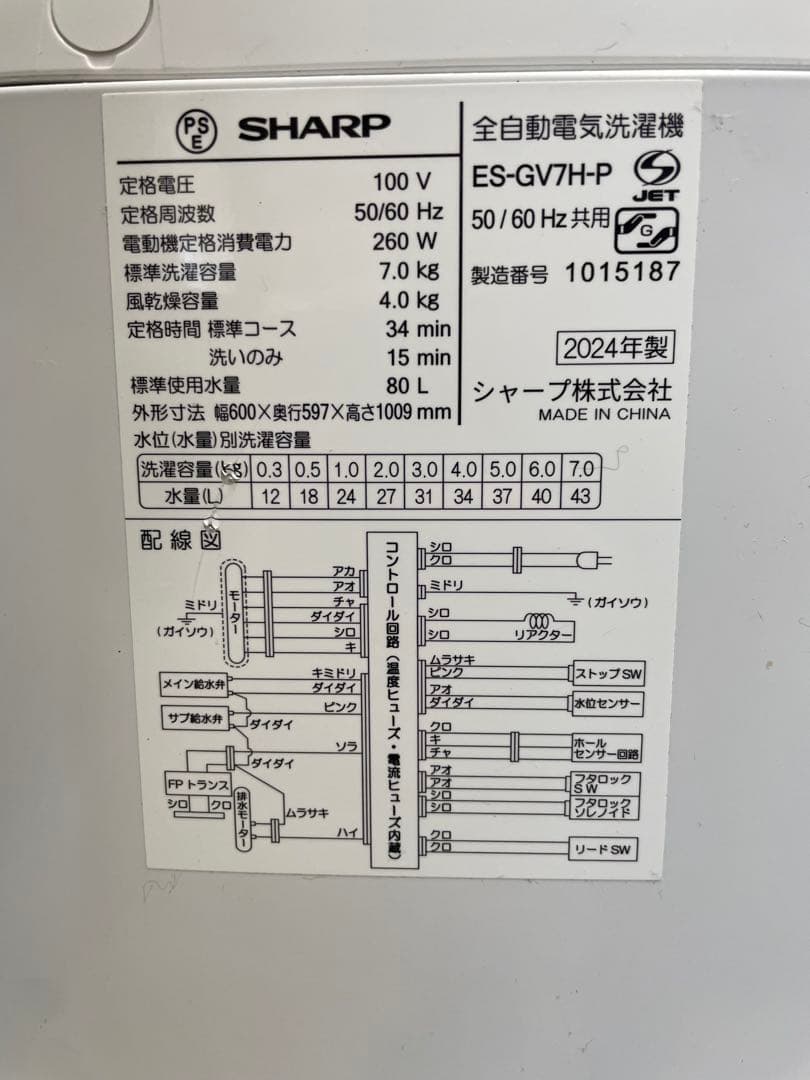 PS
E
SHARP
定格電圧 100 V
定格周波数 50/60 Hz
電動機定格消費電力 260 W
標準洗濯容量 7.0 kg
風乾燥容量 4.0 kg
定格時間 標準コース 34 min
洗いのみ 15 min
標準使用水量 80 L
外形寸法 幅600×奥行597×高さ1009 mm
全自動電気洗濯機
ES-GV7H-P
JET
50/60 Hz 共用
G
製造番号 1015187
2024年製
シャープ株式会社
MADE IN CHINA
水位(水量)別洗濯容量
洗濯容量(kg) 0.3 0.5 1.0 2.0 3.0 4.0 5.0 6.0 7.0
水量(L) 12 18 24 27 31 34 37 40 43
配線図
モーター
ミドリ
(ガイソウ)
アカ
アオ
チャ
ダイダイ
シロ
キ
メイン給水弁
キミドリ
ダイダイ
サブ給水弁
ピンク
ダイダイ
ソラ
ダイダイ
FPトランス
シロ クロ
排水モーター
ムラサキ
ハイ
コントロール回路(温度ヒューズ・電流ヒューズ内蔵)
シロ
クロ
ミドリ
(ガイソウ)
シロ
シロ
リアクター
ムラサキ
ピンク
ストップSW
アオ
ダイダイ
水位センサー
クロ
キ
チャ
ホール
センサー回路
アオ
アオ
フタロック
SW
シロ
シロ
フタロック
ソレノイド
クロ
クロ
リードSW